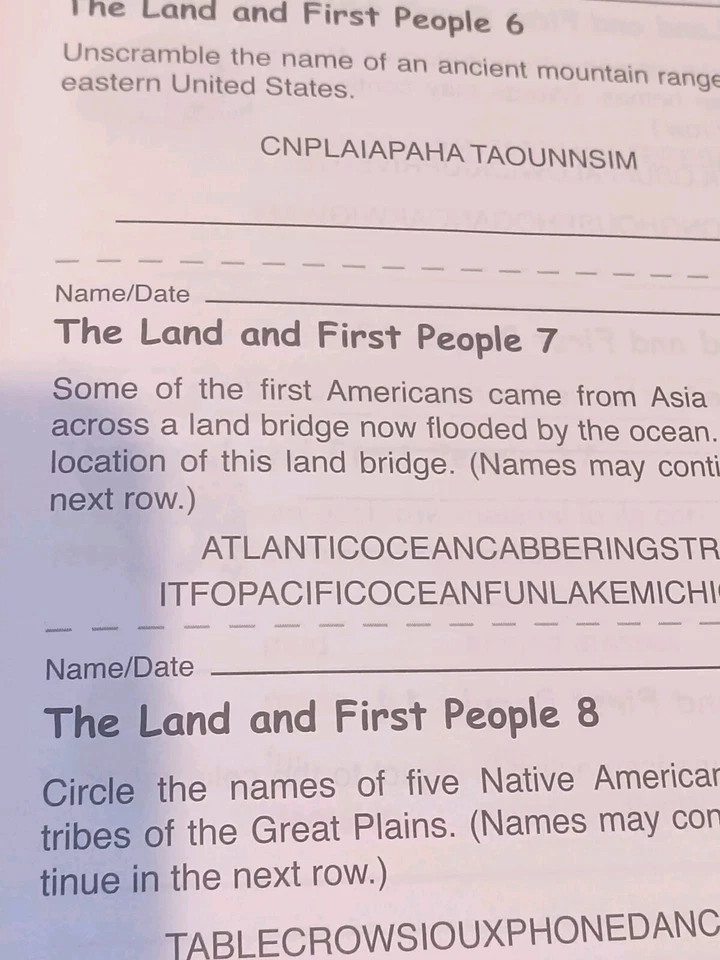 The Land and First People 6
Unscramble the name of an ancient mountain range
eastern United States.
CNPLAIAPAHA TAOUNNSIM
Name/Date
The Land and First People 7
Some of the first Americans came from Asia
across a land bridge now flooded by the ocean.
location of this land bridge. (Names may conti
next row.)
ATLANTICOCEANCABBERINGSTR
ITFOPACIFICOCEANFUNLAKEMICHI
Name/Date
The Land and First People 8
Circle the names of five Native American
tribes of the Great Plains. (Names may con
tinue in the next row.)
TABLECROWSIOUXPHONEDANC